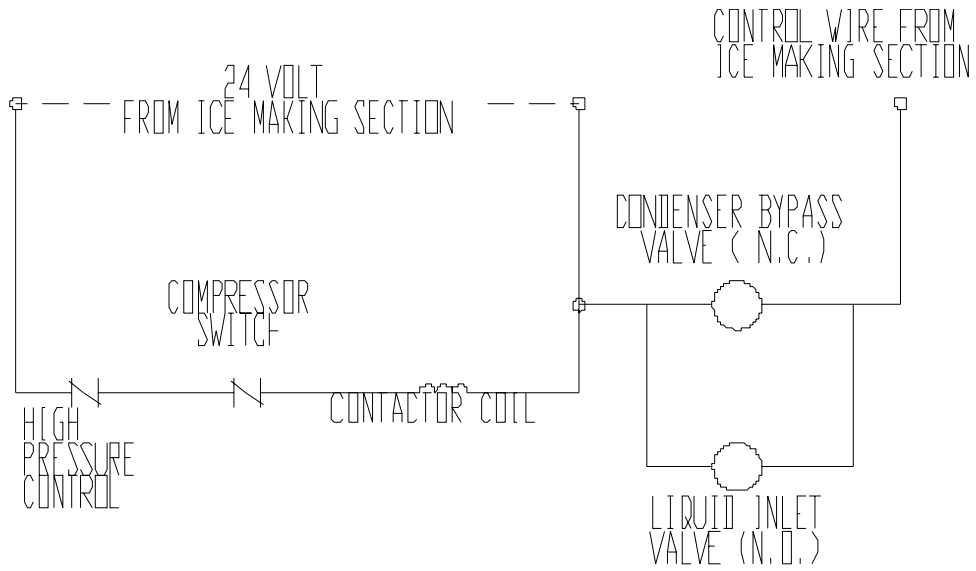 CONTROL WIRE FROM
ICE MAKING SECTION
24 VOLT
FROM ICE MAKING SECTION
CONDENSER BYPASS
VALVE ( N.C.)
COMPRESSOR
SWITCH
CONTACTOR COIL
HIGH
PRESSURE
CONTROL
LIQUID INLET
VALVE (N.O.)